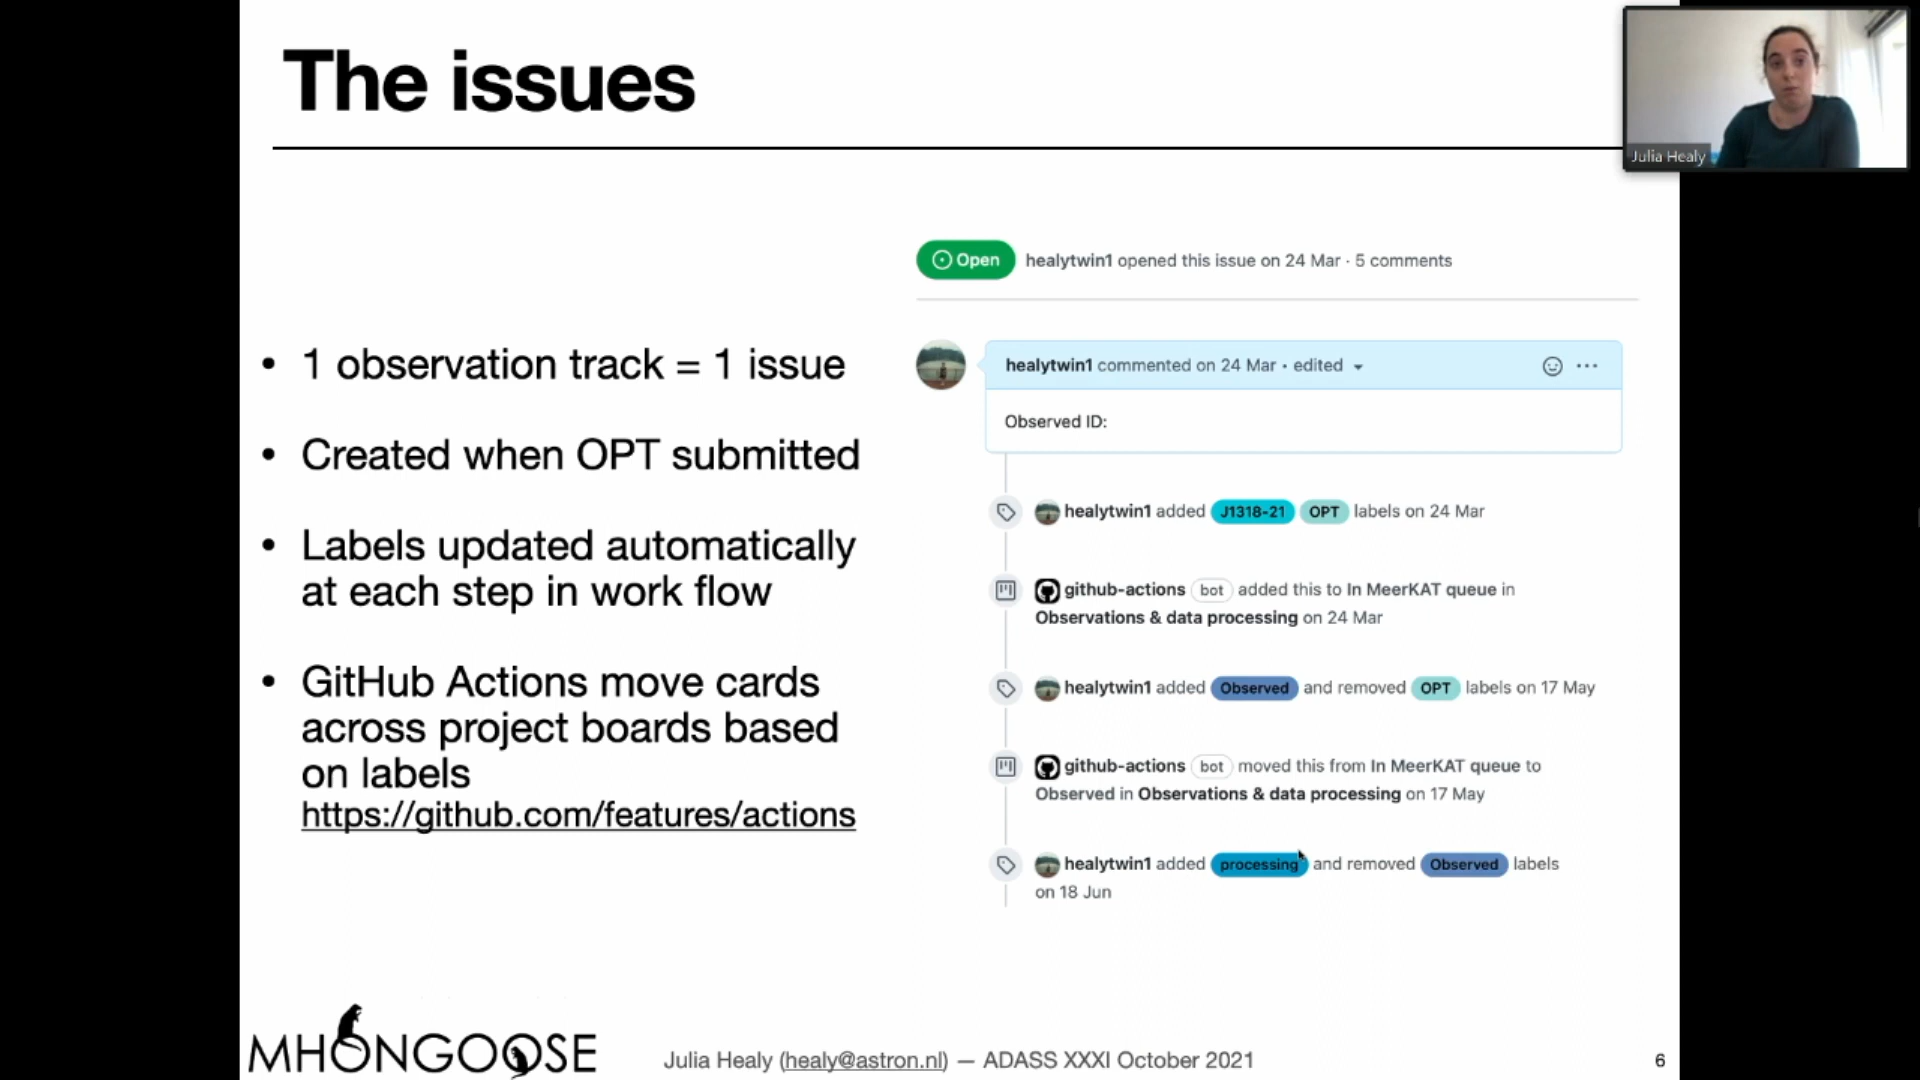 The issues
Julia Healy
• 1 observation track = 1 issue
• Created when OPT submitted
• Labels updated automatically
at each step in work flow
• GitHub Actions move cards
across project boards based
on labels
https://github.com/features/actions
Open healytwin1 opened this issue on 24 Mar · 5 comments
healytwin1 commented on 24 Mar • edited
Observed ID:
healytwin1 added J1318-21 OPT labels on 24 Mar
github-actions bot added this to In MeerKAT queue in
Observations & data processing on 24 Mar
healytwin1 added Observed and removed OPT labels on 17 May
github-actions bot moved this from In MeerKAT queue to
Observed in Observations & data processing on 17 May
healytwin1 added processing and removed Observed labels
on 18 Jun
MHONGOOSE
Julia Healy (healy@astron.nl) — ADASS XXXI October 2021
6